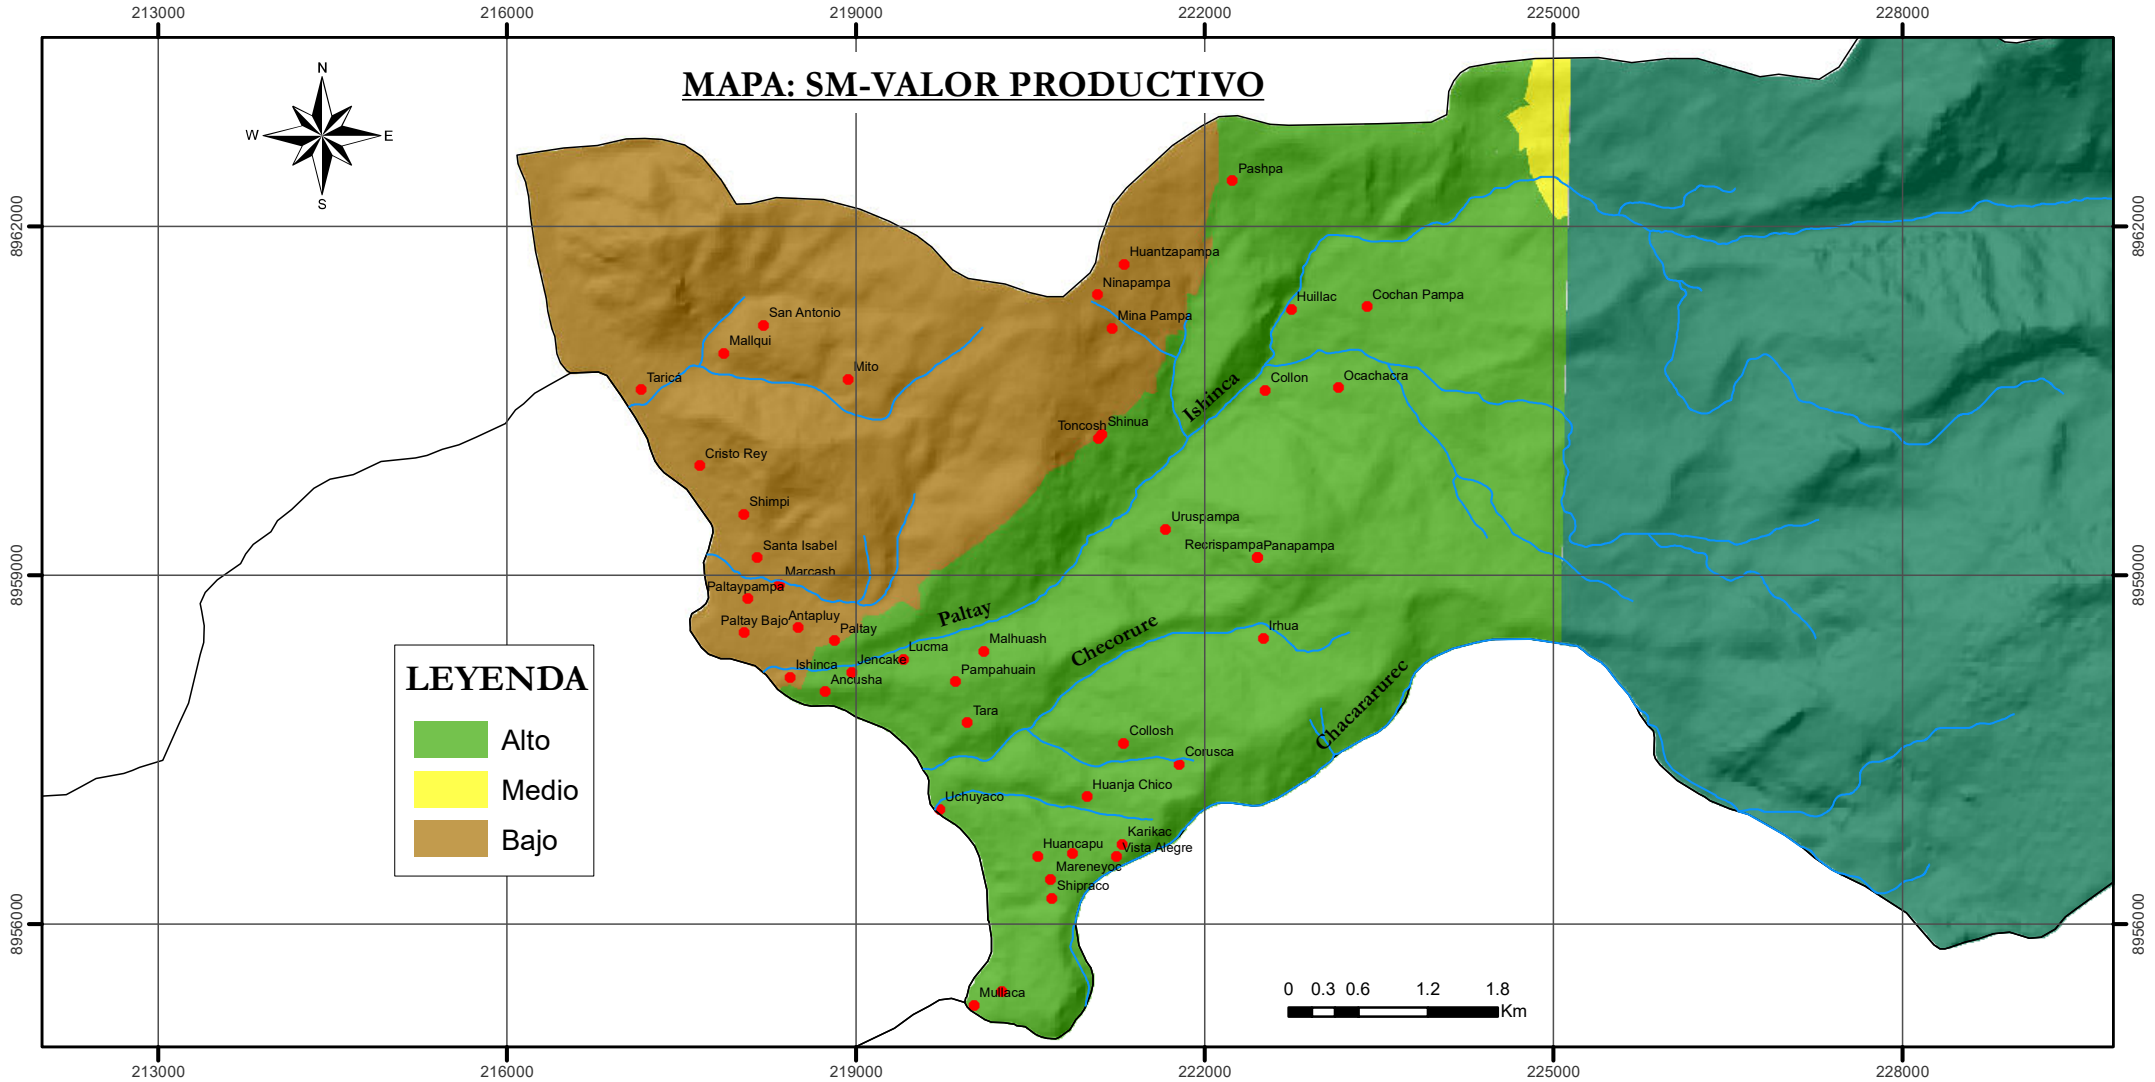 213000
216000
219000
222000
225000
228000
MAPA: SM-VALOR PRODUCTIVO
N
W
E
S
8962000
8962000
Pashpa
Huantzapampa
Ninapampa
Mina Pampa
Huillac
Cochan Pampa
San Antonio
Mallqui
Mito
Taricá
Collon
Ocachacra
Ishinca
Toncosh
Shinua
Cristo Rey
Shimpi
Uruspampa
Santa Isabel
Recrispampa
Panapampa
8959000
8959000
Marcash
Paltaypampa
Paltay
Antapluy
Paltay Bajo
Paltay
Checorure
Irhua
Malhuash
Lucma
Jencake
Ishinca
Pampahuain
Ancusha
Chacararurec
Tara
Collosh
Corusca
Huanja Chico
Uchuyaco
Karikac
Huancapu
Vista Alegre
Mareneyoc
Shipraco
8956000
8956000
Mullaca
LEYENDA
Alto
Medio
Bajo
0 0.3 0.6 1.2 1.8
Km
213000
216000
219000
222000
225000
228000